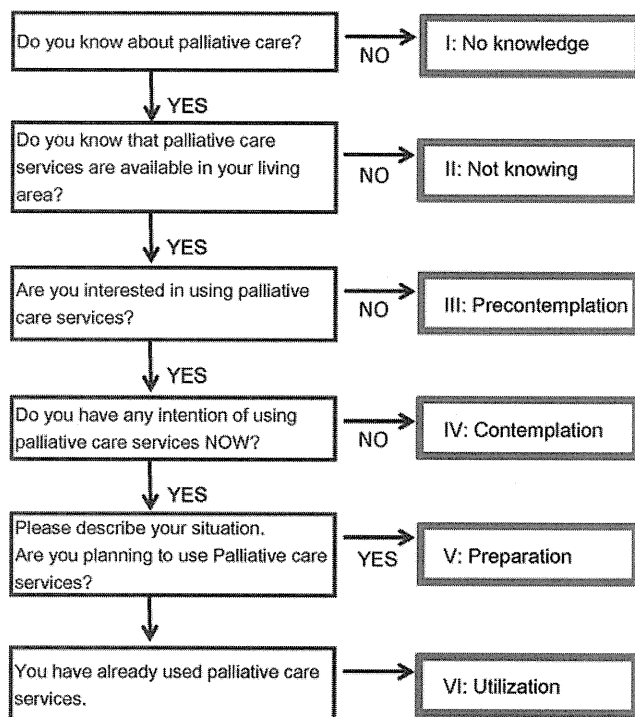 Do you know about palliative care?
NO
I: No knowledge
YES
Do you know that palliative care
services are available in your living
area?
NO
II: Not knowing
YES
Are you interested in using palliative
care services?
NO
III: Precontemplation
YES
Do you have any intention of using
palliative care services NOW?
NO
IV: Contemplation
YES
Please describe your situation.
Are you planning to use Palliative care
services?
YES
V: Preparation
You have already used palliative care
services.
VI: Utilization